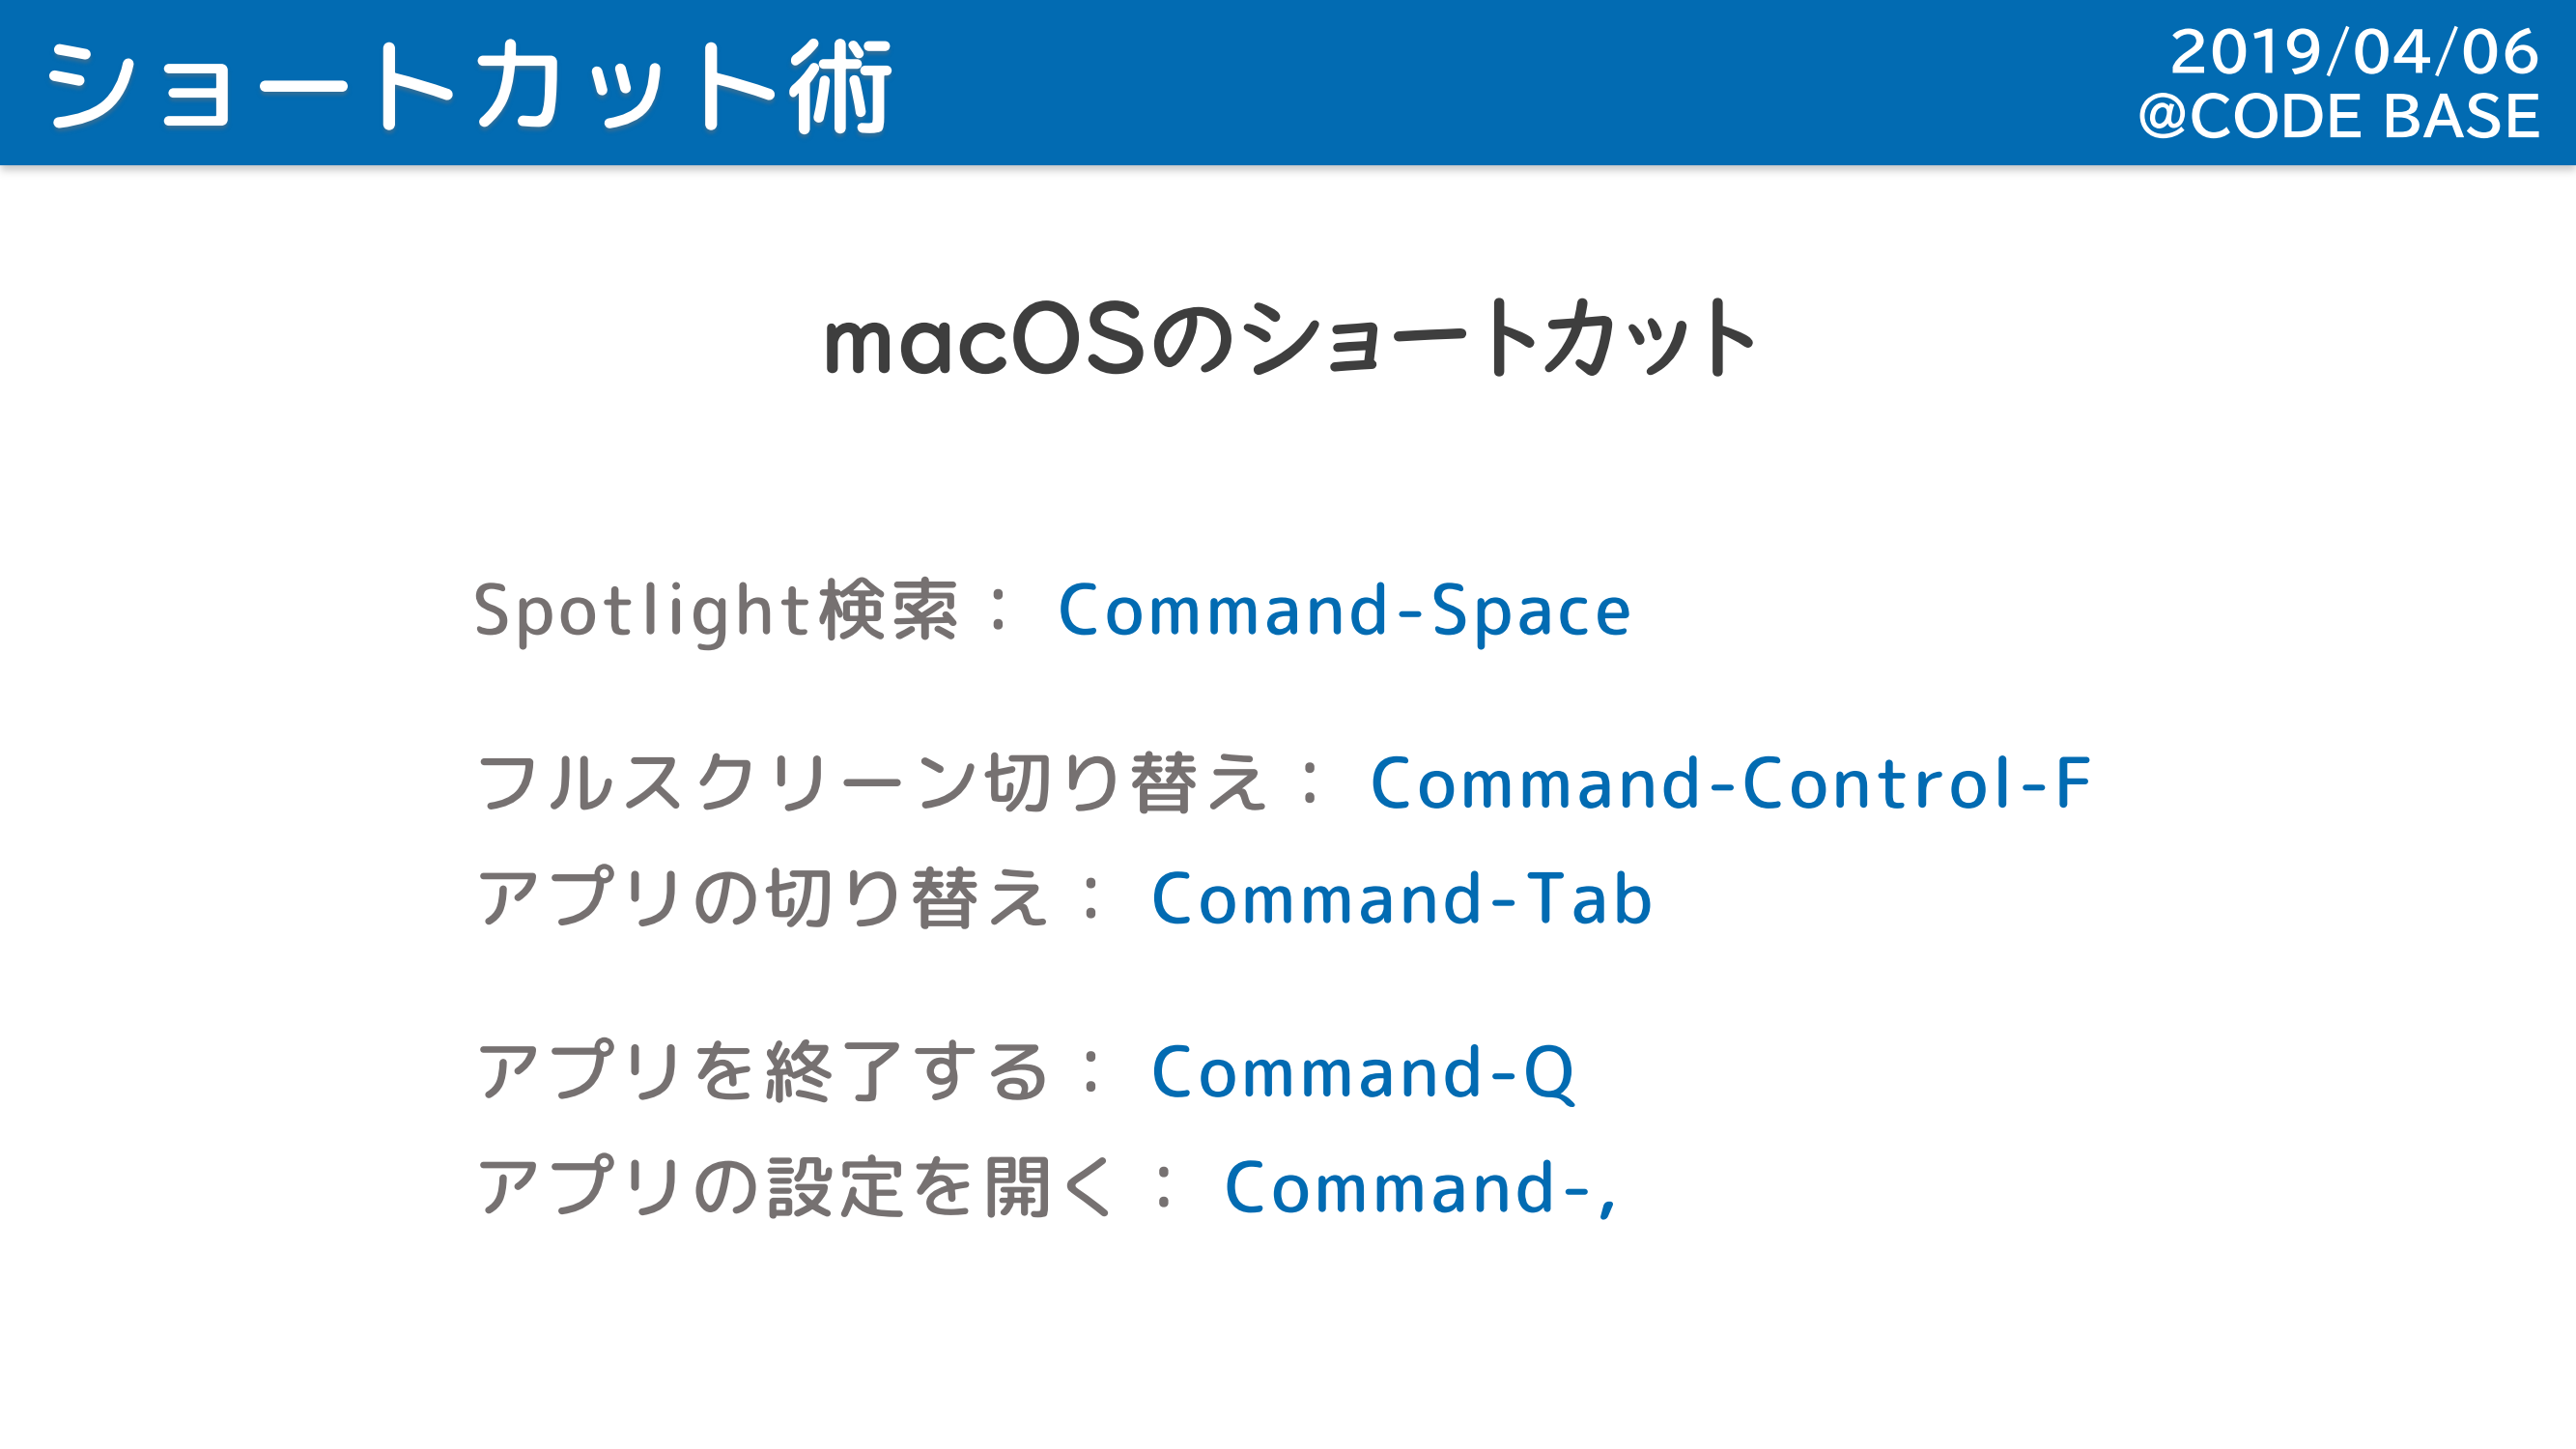 ショートカット術
2019/04/06
@CODE BASE
macOSのショートカット
Spotlight検索： Command-Space
フルスクリーン切り替え： Command-Control-F
アプリの切り替え： Command-Tab
アプリを終了する： Command-Q
アプリの設定を開く： Command-,